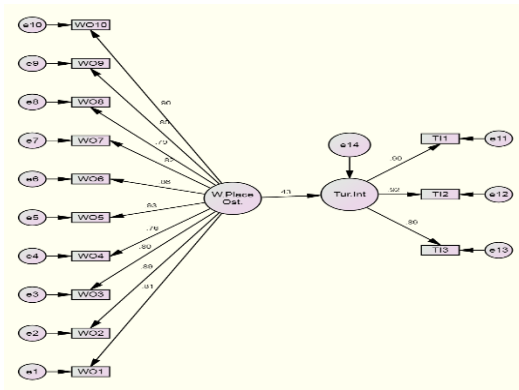 e10 WO10
e9 WO9
e8 WO8
e7 WO7
e6 WO6
e5 WO5
e4 WO4
e3 WO3
e2 WO2
e1 WO1
.79
.83
.80
.81
W.Place
Ost.
.43
e14
Tur.Int
.90
.92
TI1 e11
TI2 e12
TI3 e13